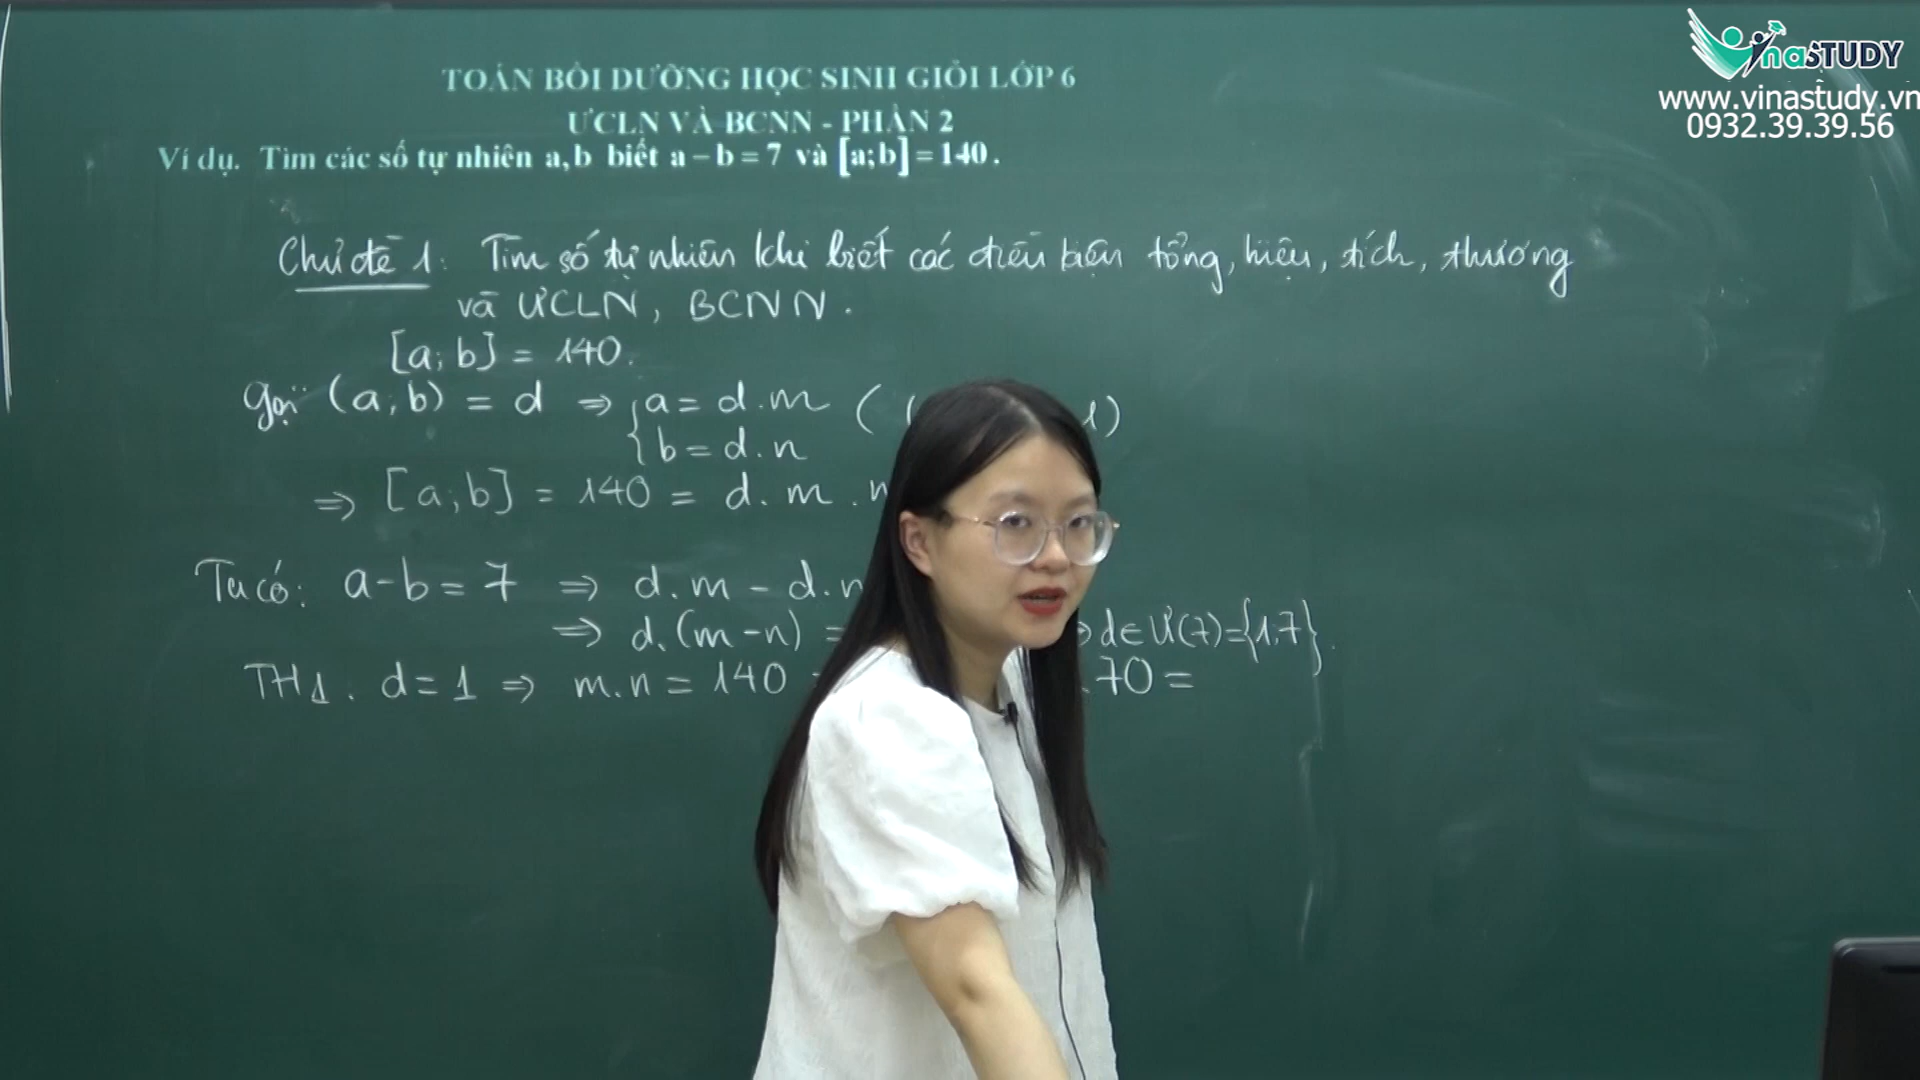 VinaSTUDY
www.vinastudy.vn
0932.39.39.56
TOÁN BỒI DƯỠNG HỌC SINH GIỎI LỚP 6
ƯCLN VÀ BCNN - PHẦN 2
Ví dụ. Tìm các số tự nhiên a,b biết a – b = 7 và [a;b] = 140.
Chủ đề 1: Tìm số tự nhiên khi biết các điều kiện tổng, hiệu, tích, thương
và ƯCLN, BCNN.
[a; b] = 140.
Gọi (a; b) = d ⇒ { a = d.m (
1)
b = d.n
⇒ [a; b] = 140 = d. m . n
Ta có: a - b = 7 ⇒ d.m - d.n
⇒ d.(m-n) = ⇒ d∈Ư(7)={1,7}.
TH1. d = 1 ⇒ m.n = 140 .70 =